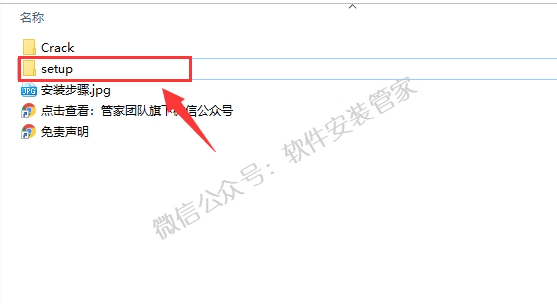 名称
Crack
setup
安装步骤.jpg
点击查看：管家团队旗下微信公众号
免责声明
微信公众号：软件安装管家